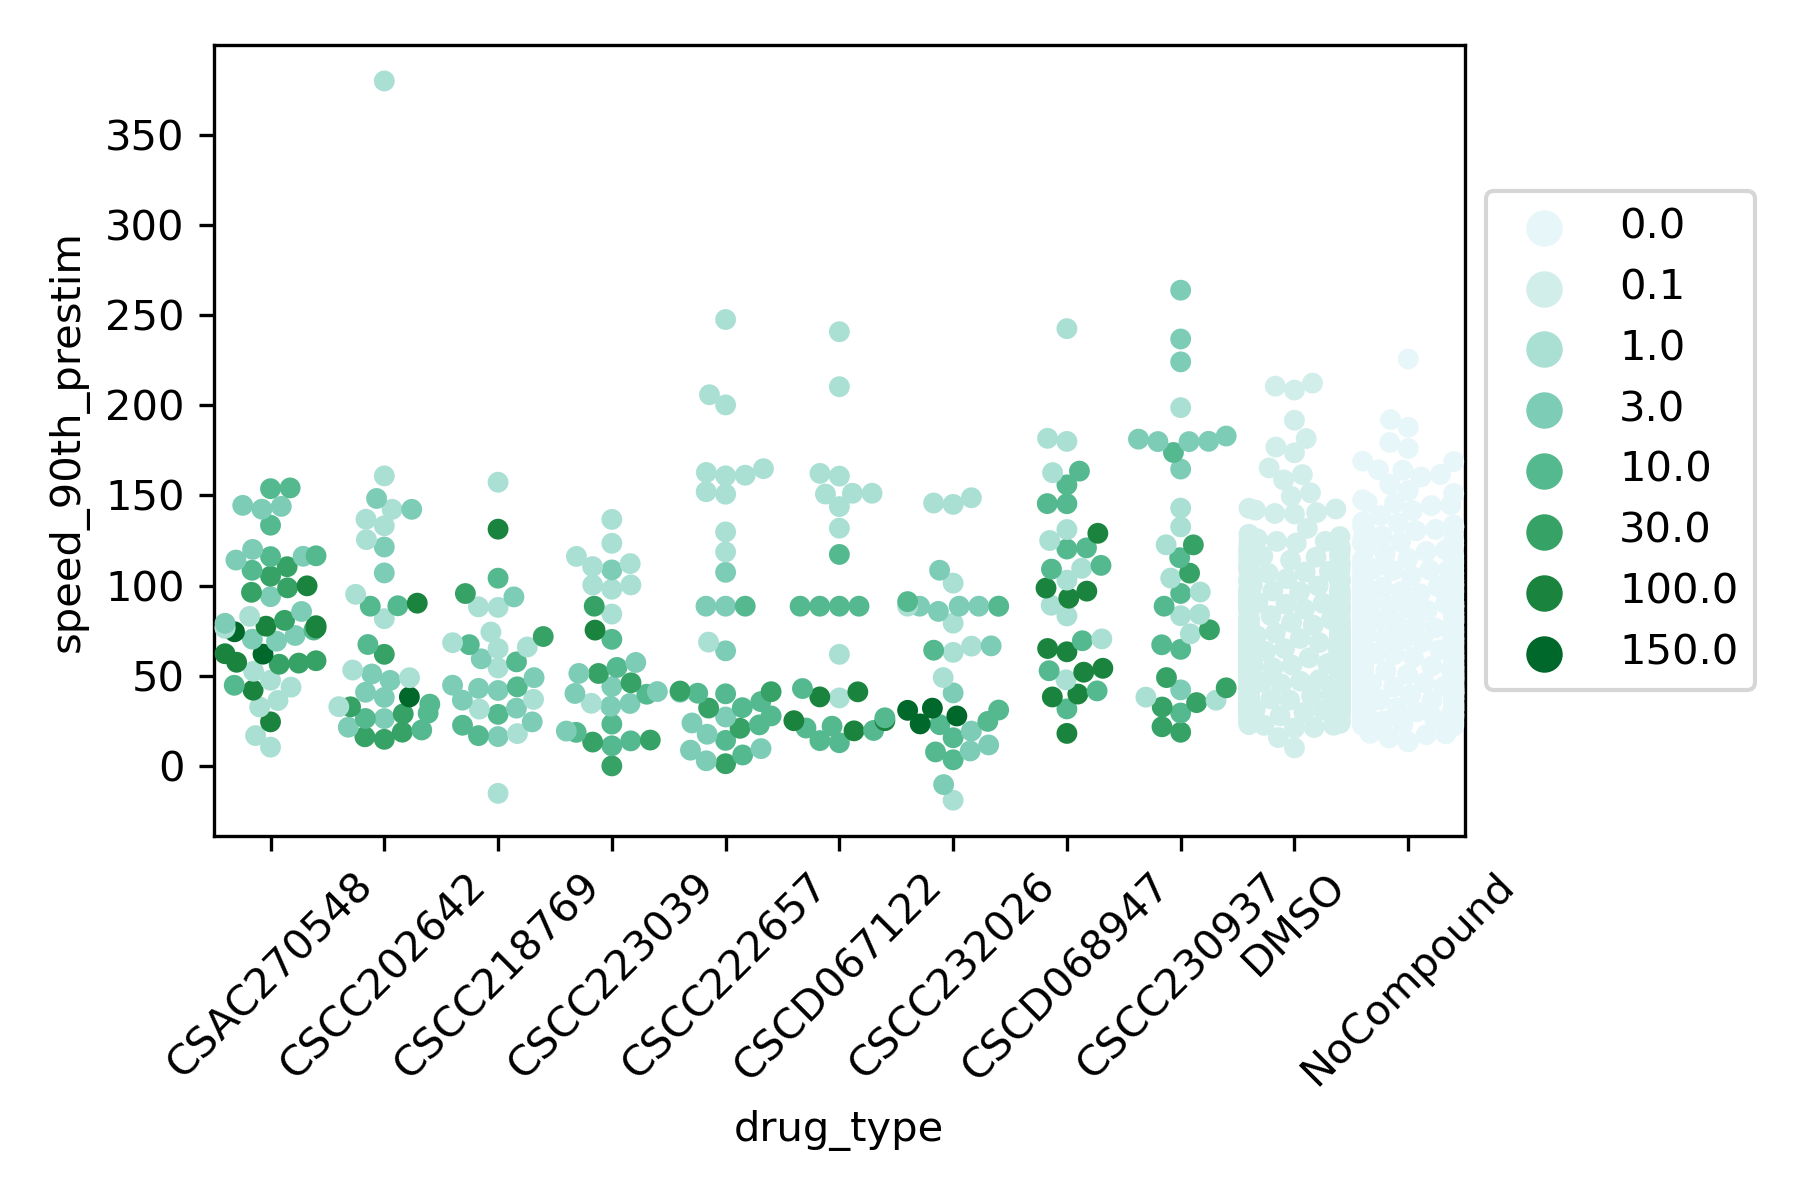 350
300
250
200
150
100
50
0
speed_90th_prestim
CSAC270548
CSCC202642
CSCC218769
CSCC223039
CSCC222657
CSCD067122
CSCC232026
CSCD068947
CSCC230937
DMSO
NoCompound
drug_type
0.0
0.1
1.0
3.0
10.0
30.0
100.0
150.0